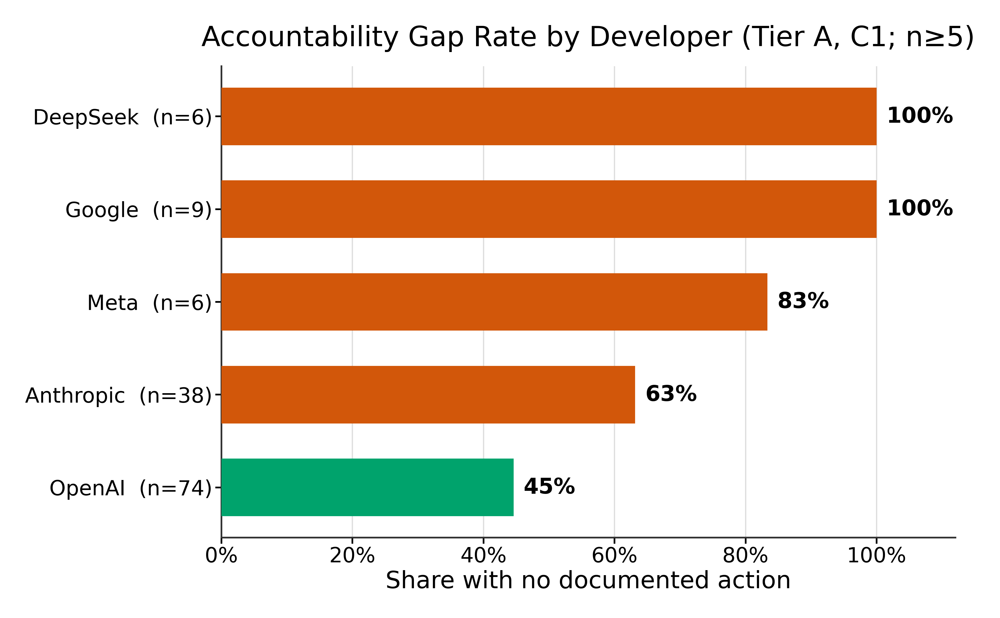 Accountability Gap Rate by Developer (Tier A, C1; n≥5)
DeepSeek (n=6)
100%
Google (n=9)
100%
Meta (n=6)
83%
Anthropic (n=38)
63%
OpenAI (n=74)
45%
0% 20% 40% 60% 80% 100%
Share with no documented action